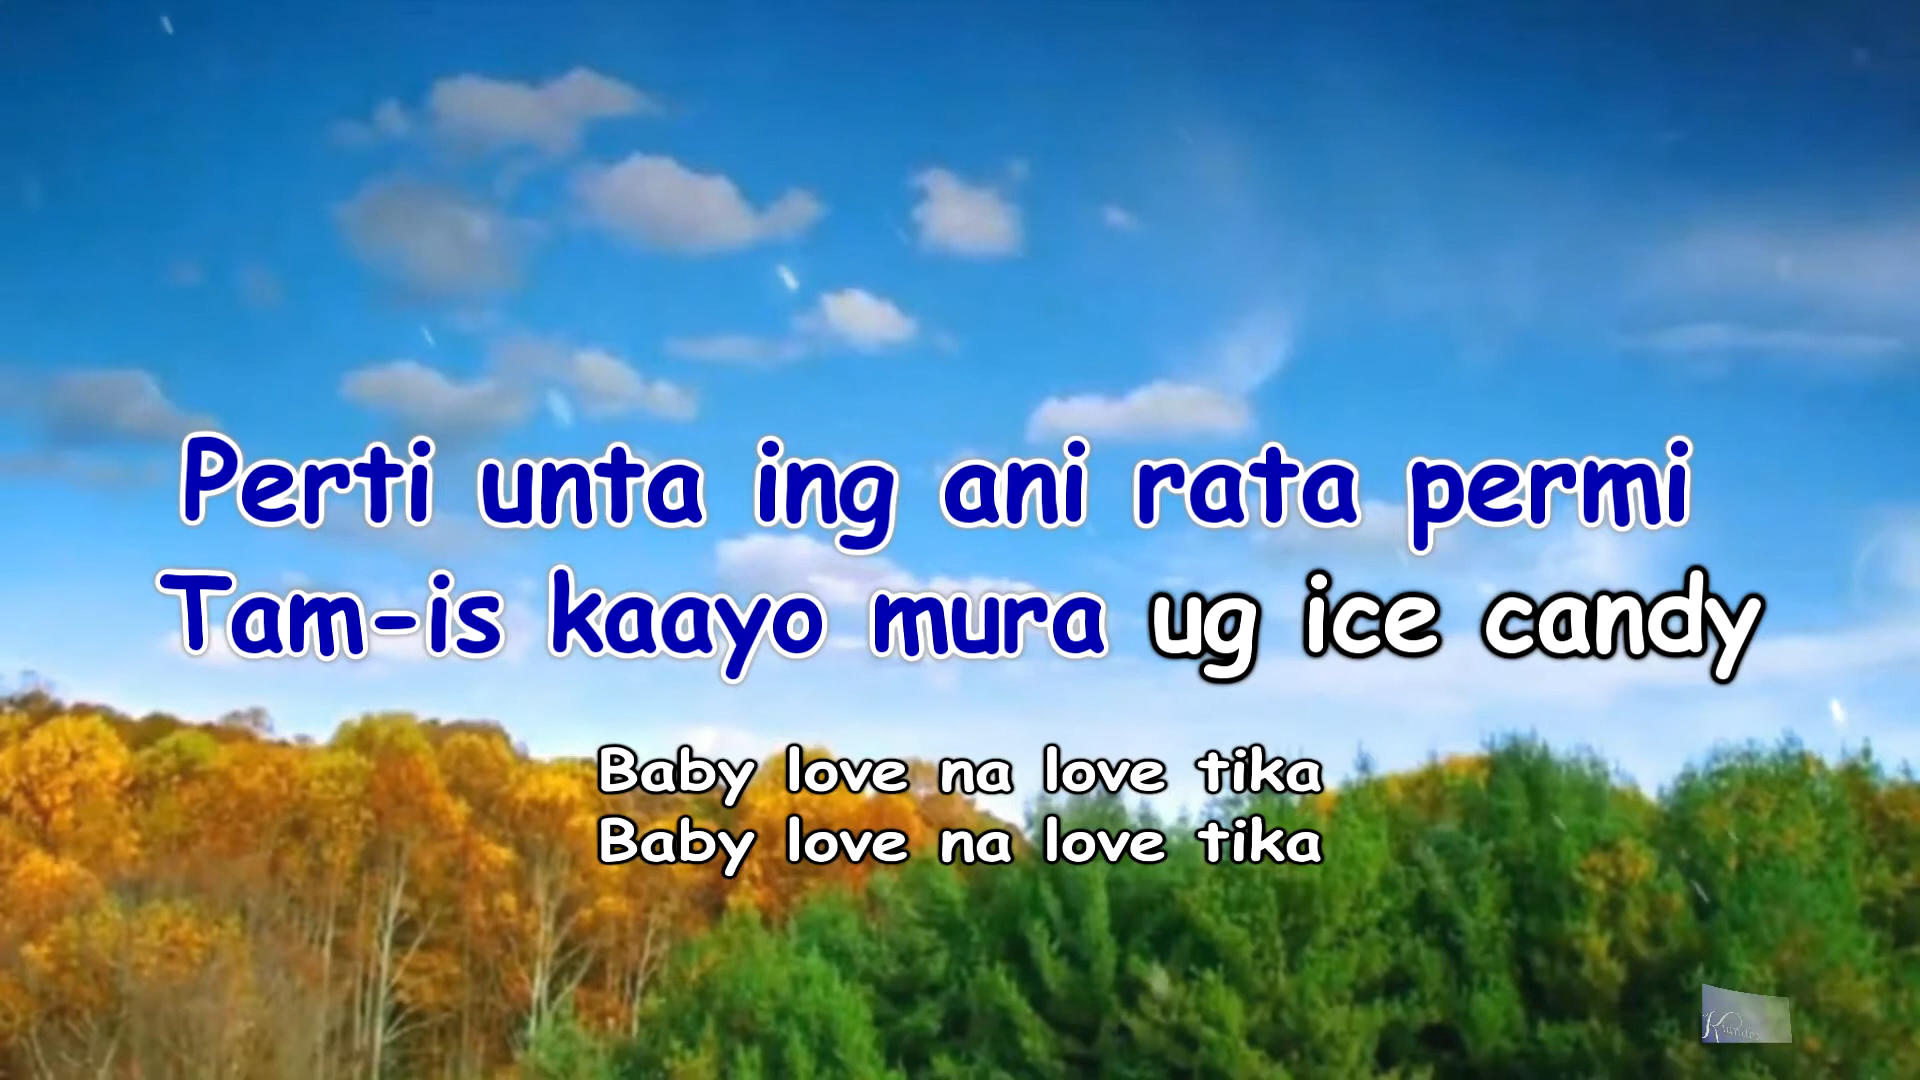 Perti unta ing ani rata permi
Tam-is kaayo mura ug ice candy
Baby love na love tika
Baby love na love tika